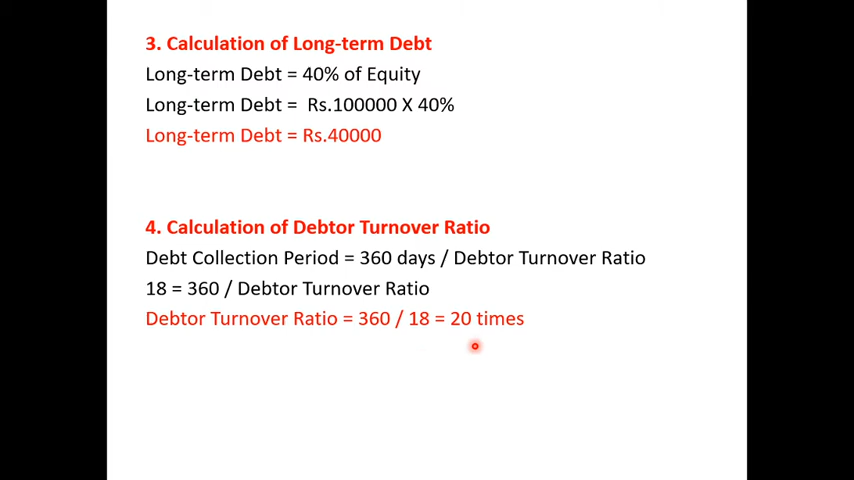 3. Calculation of Long-term Debt
Long-term Debt = 40% of Equity
Long-term Debt =  Rs.100000 X 40%
Long-term Debt = Rs.40000
4. Calculation of Debtor Turnover Ratio
Debt Collection Period = 360 days / Debtor Turnover Ratio
18 = 360 / Debtor Turnover Ratio
Debtor Turnover Ratio = 360 / 18 = 20 times